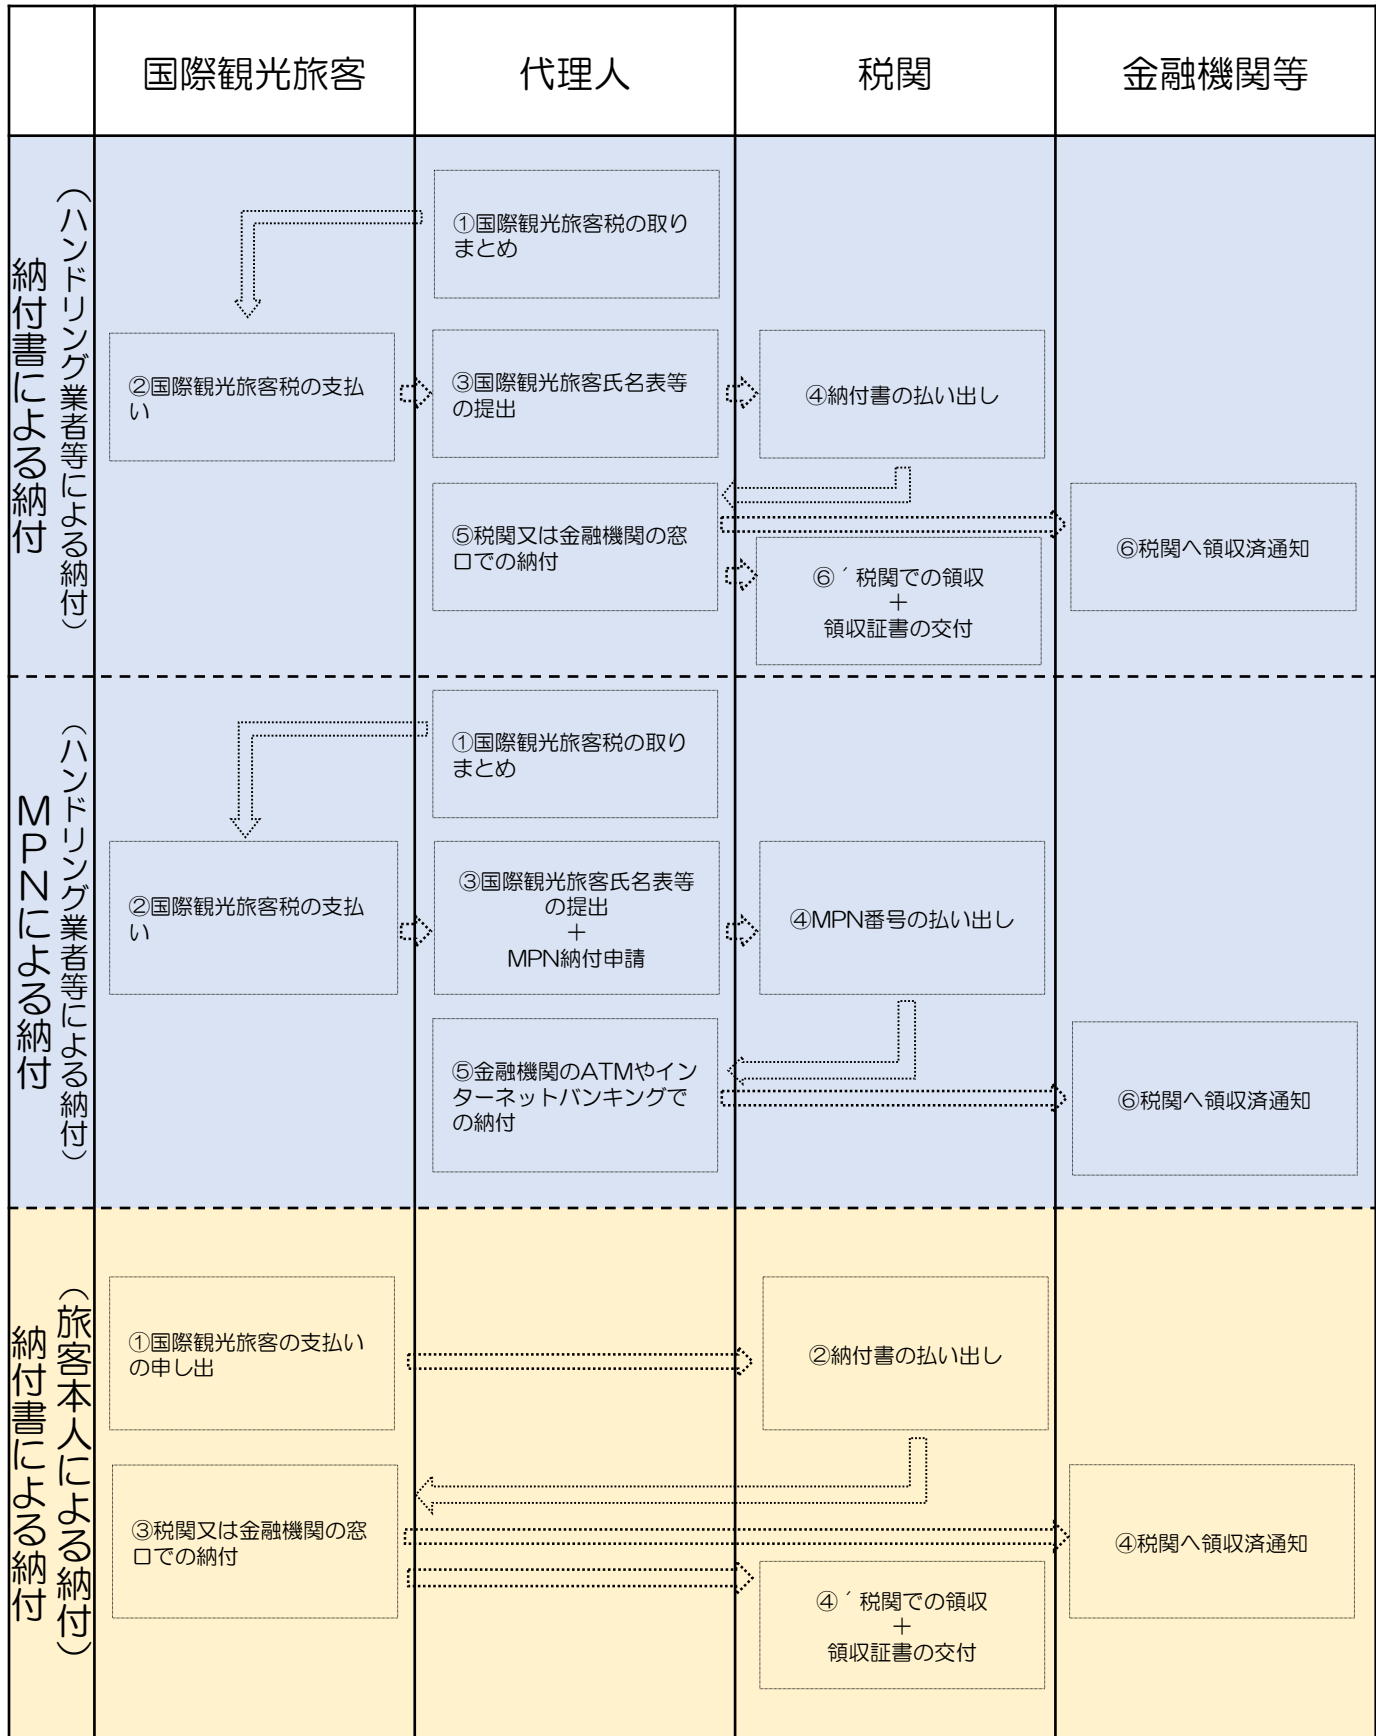 国際観光旅客
代理人
税関
金融機関等
納付書による納付
（ハンドリング業者等による納付）
①国際観光旅客税の取り
まとめ
②国際観光旅客税の支払
い
③国際観光旅客氏名表等
の提出
④納付書の払い出し
⑤税関又は金融機関の窓
口での納付
⑥税関へ領収済通知
⑥´税関での領収
＋
領収証書の交付
ＭＰＮによる納付
（ハンドリング業者等による納付）
①国際観光旅客税の取り
まとめ
②国際観光旅客税の支払
い
③国際観光旅客氏名表等
の提出
＋
MPN納付申請
④MPN番号の払い出し
⑤金融機関のATMやイン
ターネットバンキングで
の納付
⑥税関へ領収済通知
納付書による納付
（旅客本人による納付）
①国際観光旅客の支払い
の申し出
②納付書の払い出し
③税関又は金融機関の窓
口での納付
④税関へ領収済通知
④´税関での領収
＋
領収証書の交付